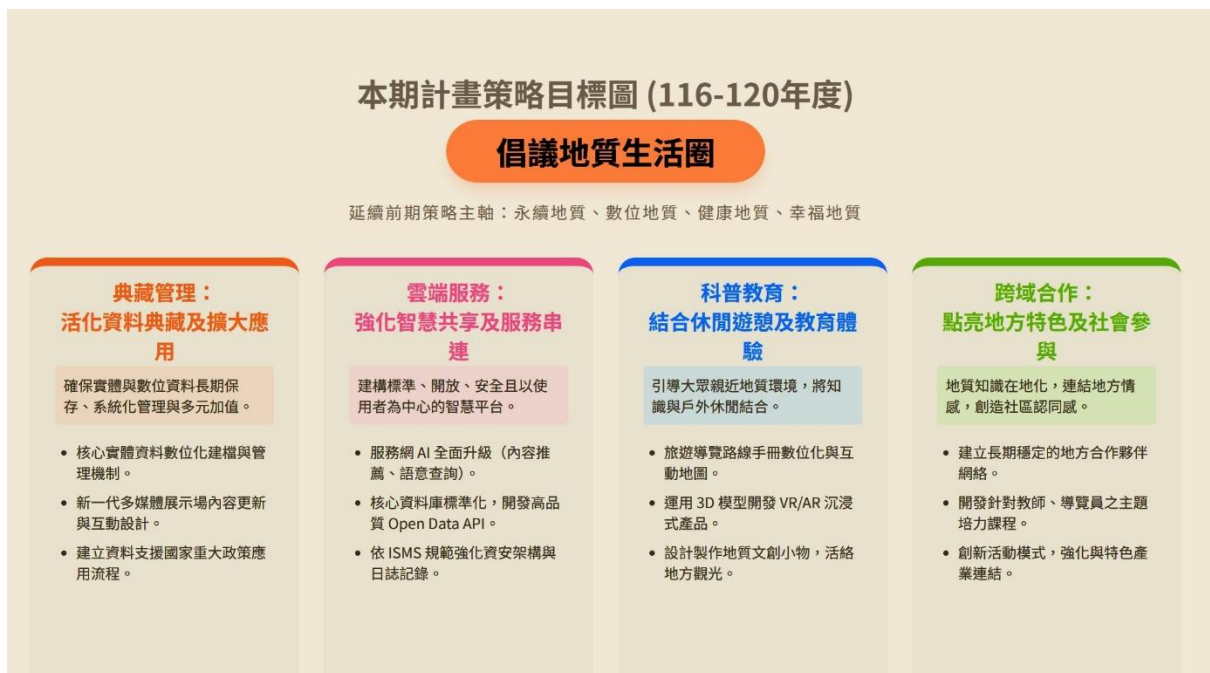 本期計畫策略目標圖 (116-120年度)
倡議地質生活圈
延續前期策略主軸：永續地質、數位地質、健康地質、幸福地質
典藏管理：
活化資料典藏及擴大應
用
確保實體與數位資料長期保
存、系統化管理與多元加值。
• 核心實體資料數位化建檔與管
理機制。
• 新一代多媒體展示場內容更新
與互動設計。
• 建立資料支援國家重大政策應
用流程。
雲端服務：
強化智慧共享及服務串
連
建構標準、開放、安全且以使
用者為中心的智慧平台。
• 服務網 AI 全面升級（內容推
薦、語意查詢）。
• 核心資料庫標準化，開發高品
質 Open Data API。
• 依 ISMS 規範強化資安架構與
日誌記錄。
科普教育：
結合休閒遊憩及教育體
驗
引導大眾親近地質環境，將知
識與戶外休閒結合。
• 旅遊導覽路線手冊數位化與互
動地圖。
• 運用 3D 模型開發 VR/AR 沉浸
式產品。
• 設計製作地質文創小物，活絡
地方觀光。
跨域合作：
點亮地方特色及社會參
與
地質知識在地化，連結地方情
感，創造社區認同感。
• 建立長期穩定的地方合作夥伴
網絡。
• 開發針對教師、導覽員之主題
培力課程。
• 創新活動模式，強化與特色產
業連結。